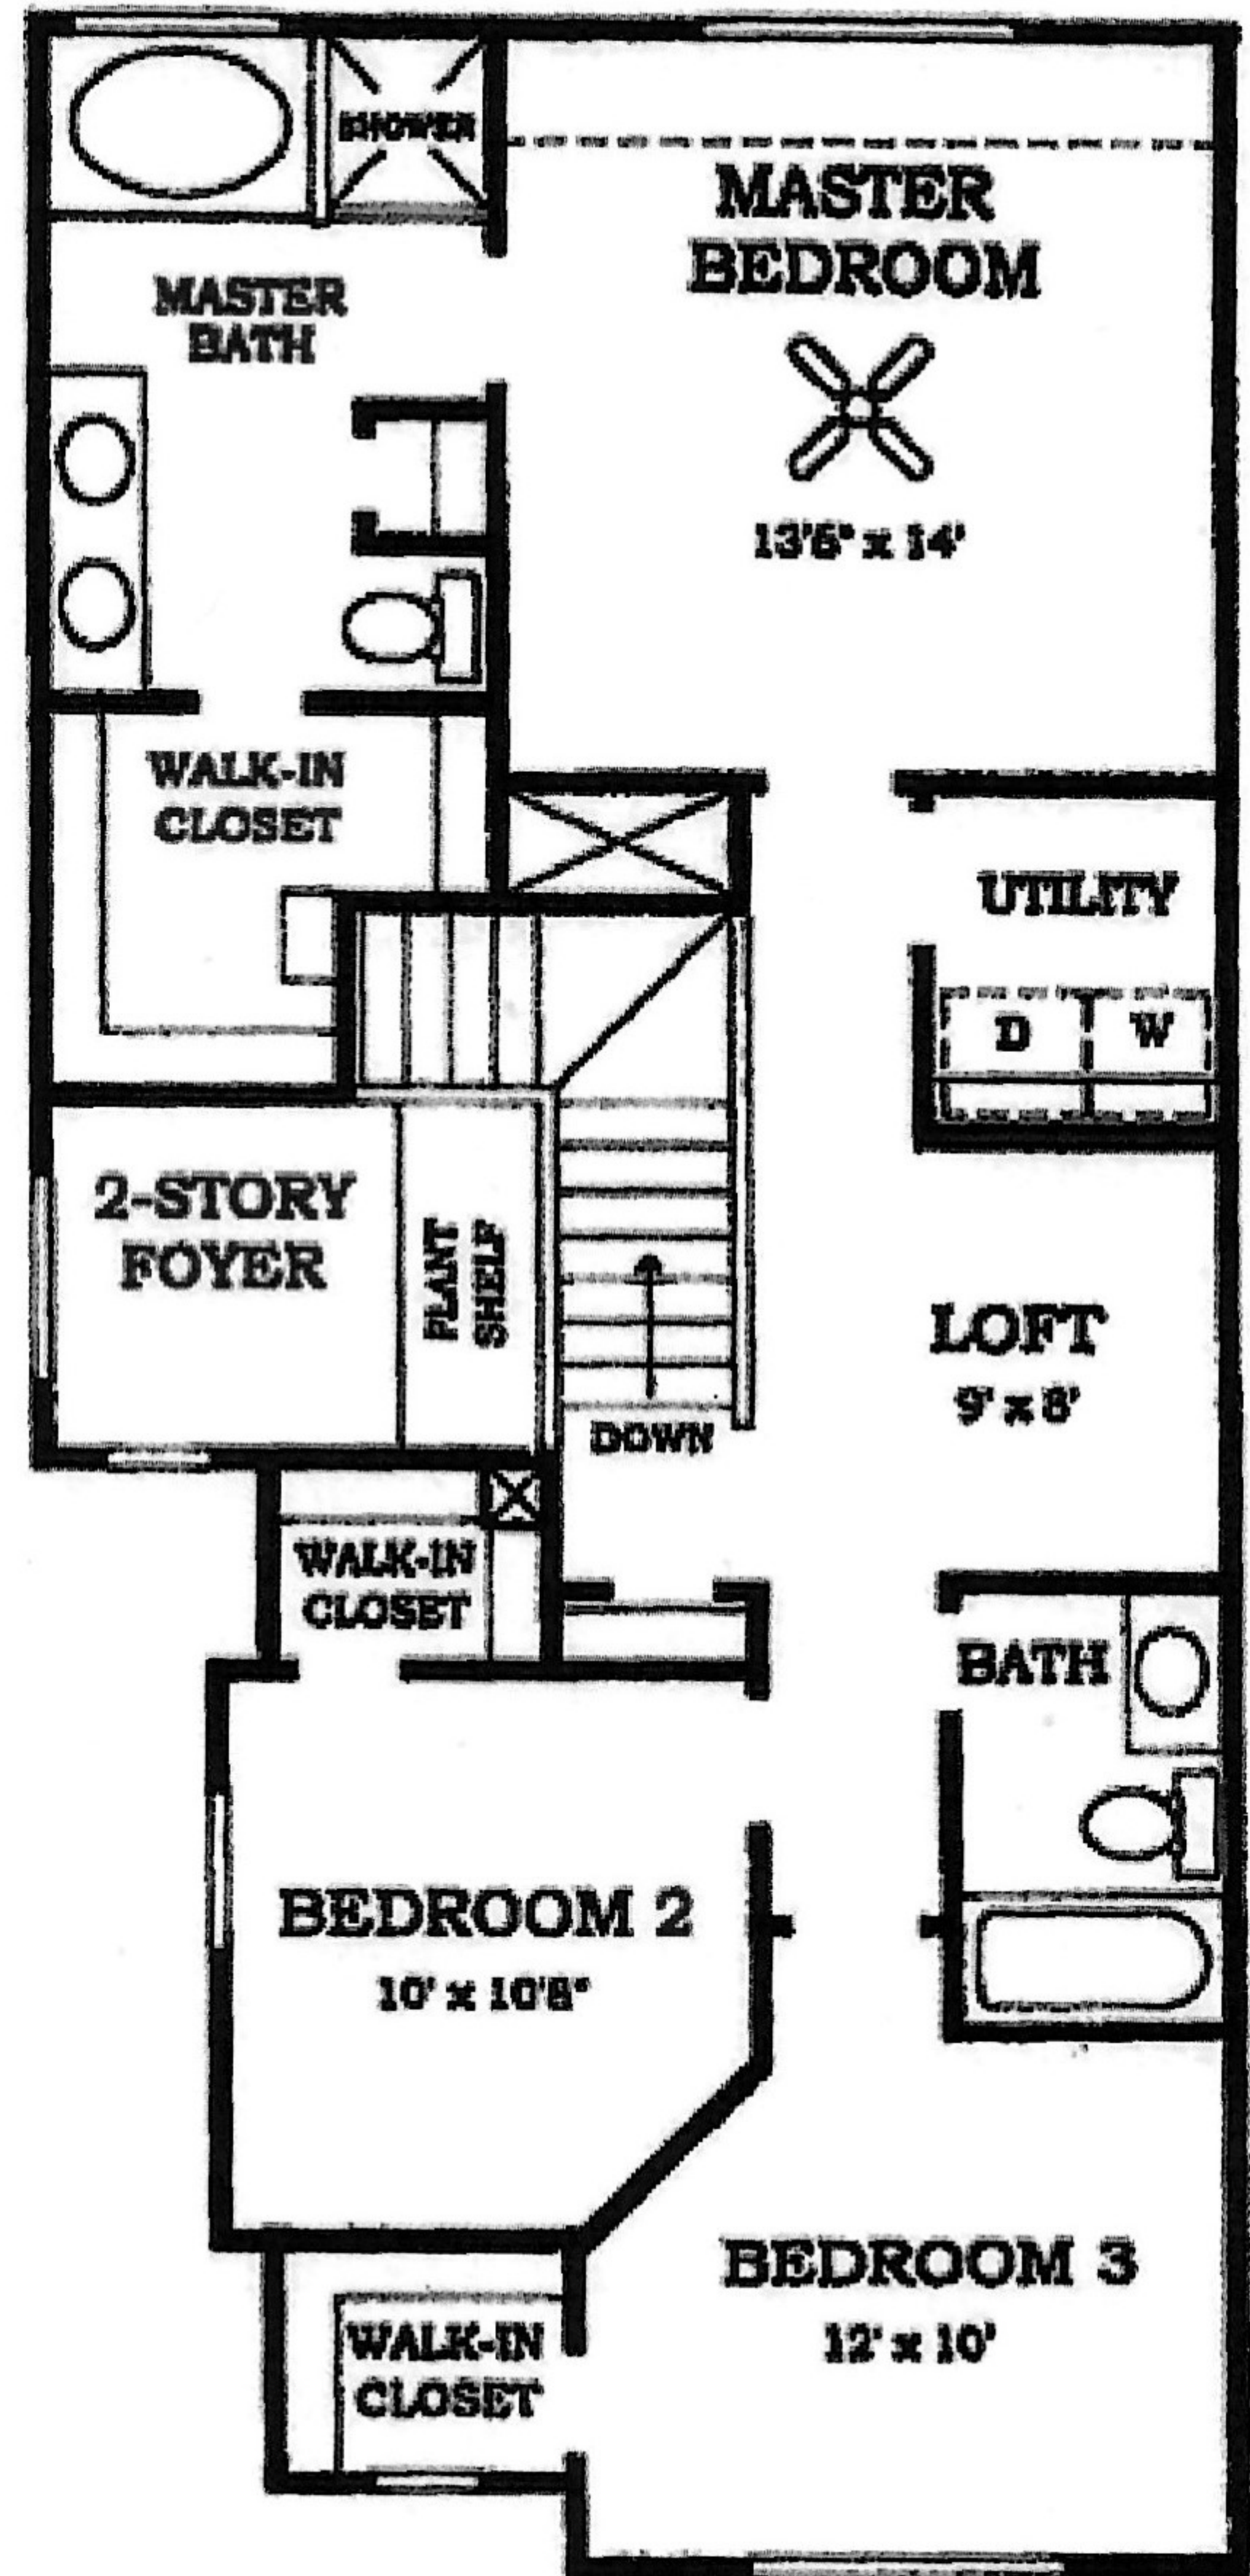 SHOWER
MASTER
BEDROOM
13'6" x 14'
MASTER
BATH
WALK-IN
CLOSET
UTILITY
D
W
2-STORY
FOYER
PLANT
SHELF
LOFT
9' x 8'
DOWN
WALK-IN
CLOSET
BATH
BEDROOM 2
10' x 10'8"
BEDROOM 3
12' x 10'
WALK-IN
CLOSET